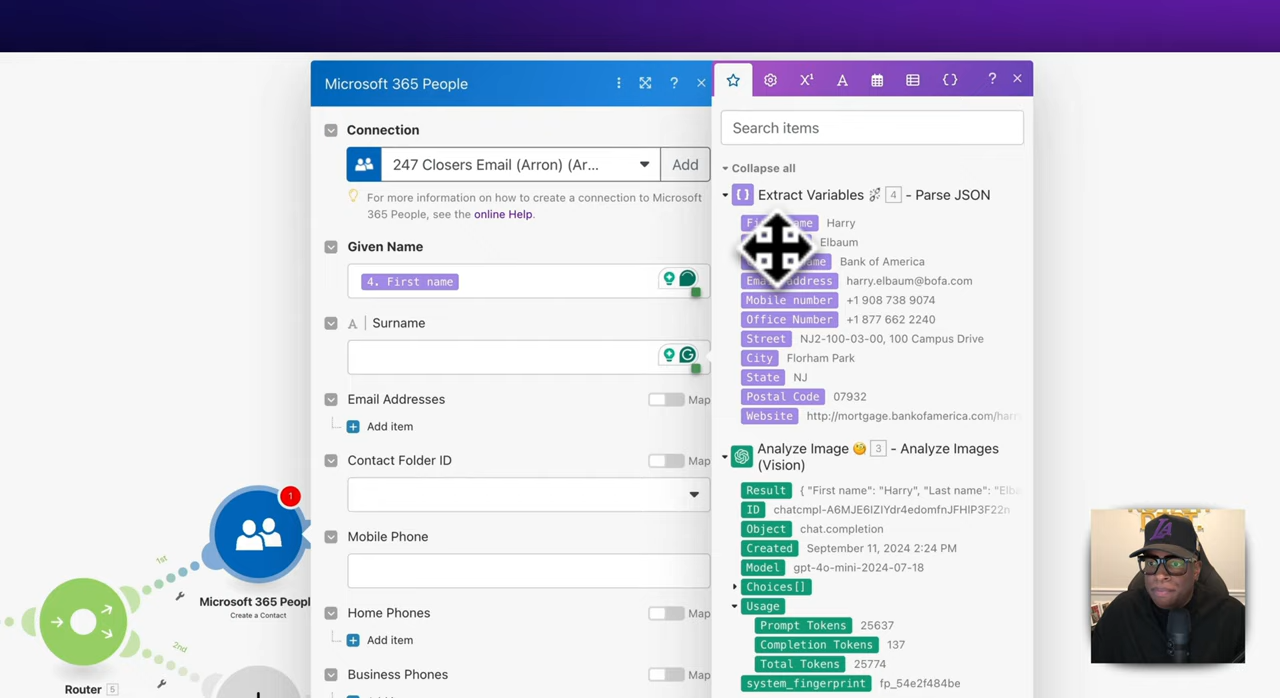 Microsoft 365 People
Connection
247 Closers Email (Arron) (Ar...
Add
For more information on how to create a connection to Microsoft
365 People, see the online Help.
Given Name
4. First name
A | Surname
Email Addresses
Map
Add item
Contact Folder ID
Map
Mobile Phone
Home Phones
Map
Add item
Business Phones
Map
Search items
Collapse all
Extract Variables 4 - Parse JSON
Harry
Elbaum
Bank of America
harry.elbaum@bofa.com
Mobile number +1 908 738 9074
Office Number +1 877 662 2240
Street NJ2-100-03-00, 100 Campus Drive
City Florham Park
State NJ
Postal Code 07932
Website http://mortgage.bankofamerica.com/harr
Analyze Image 🧐 3 - Analyze Images
(Vision)
Result { "First name": "Harry", "Last name": "Elba
ID chatcmpl-A6MJE6IZIYdr4edomfnJFHlP3F22n
Object chat.completion
Created September 11, 2024 2:24 PM
Model gpt-4o-mini-2024-07-18
Choices[]
Usage
Prompt Tokens 25637
Completion Tokens 137
Total Tokens 25774
system_fingerprint fp_54e2f484be
1
1st
Microsoft 365 Peopl
Create a Contact
2nd
Router 5
LA